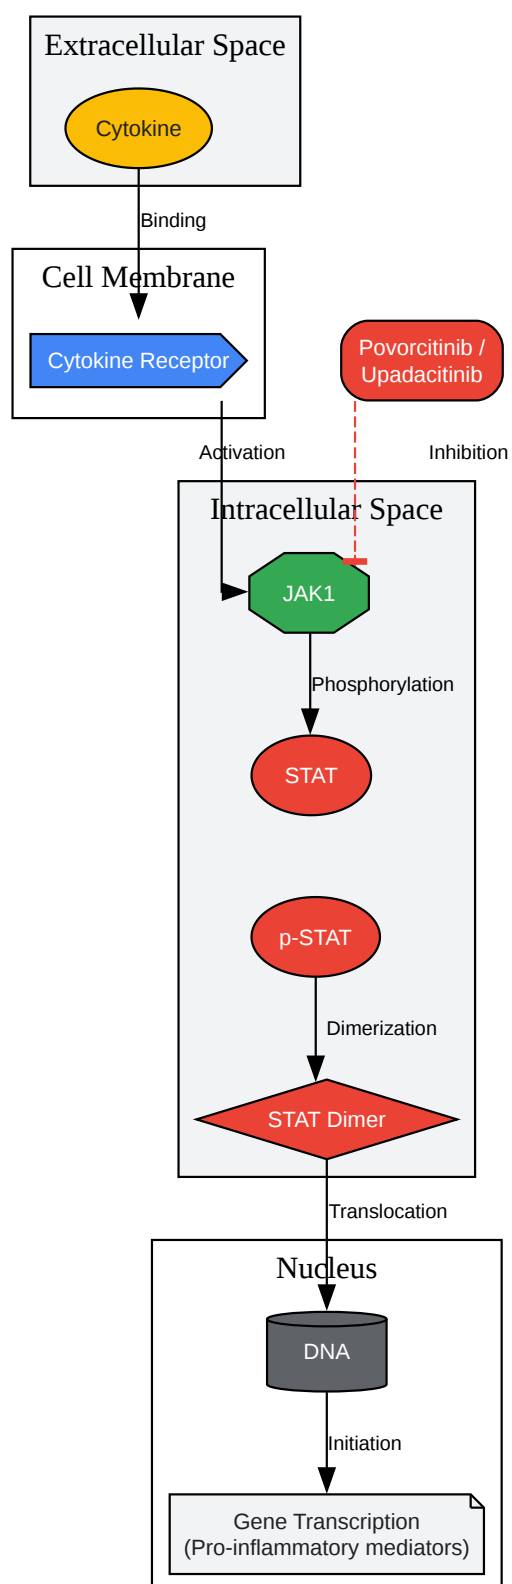 Extracellular Space
Cytokine
Binding
Cell Membrane
Cytokine Receptor
Povorcitinib /
Upadacitinib
Activation
Inhibition
Intracellular Space
JAK1
Phosphorylation
STAT
p-STAT
Dimerization
STAT Dimer
Translocation
Nucleus
DNA
Initiation
Gene Transcription
(Pro-inflammatory mediators)